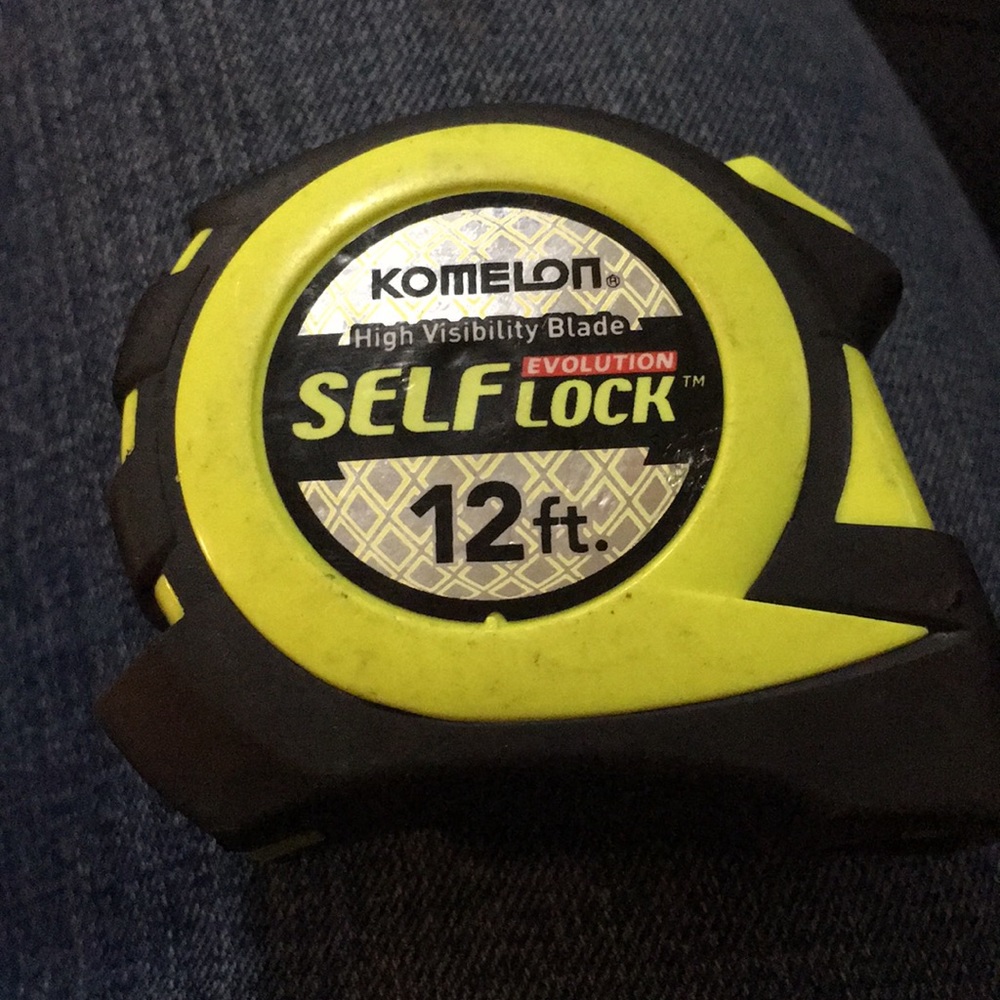 KOMELON®
High Visibility Blade
EVOLUTION
SELF LOCK™
12 ft.